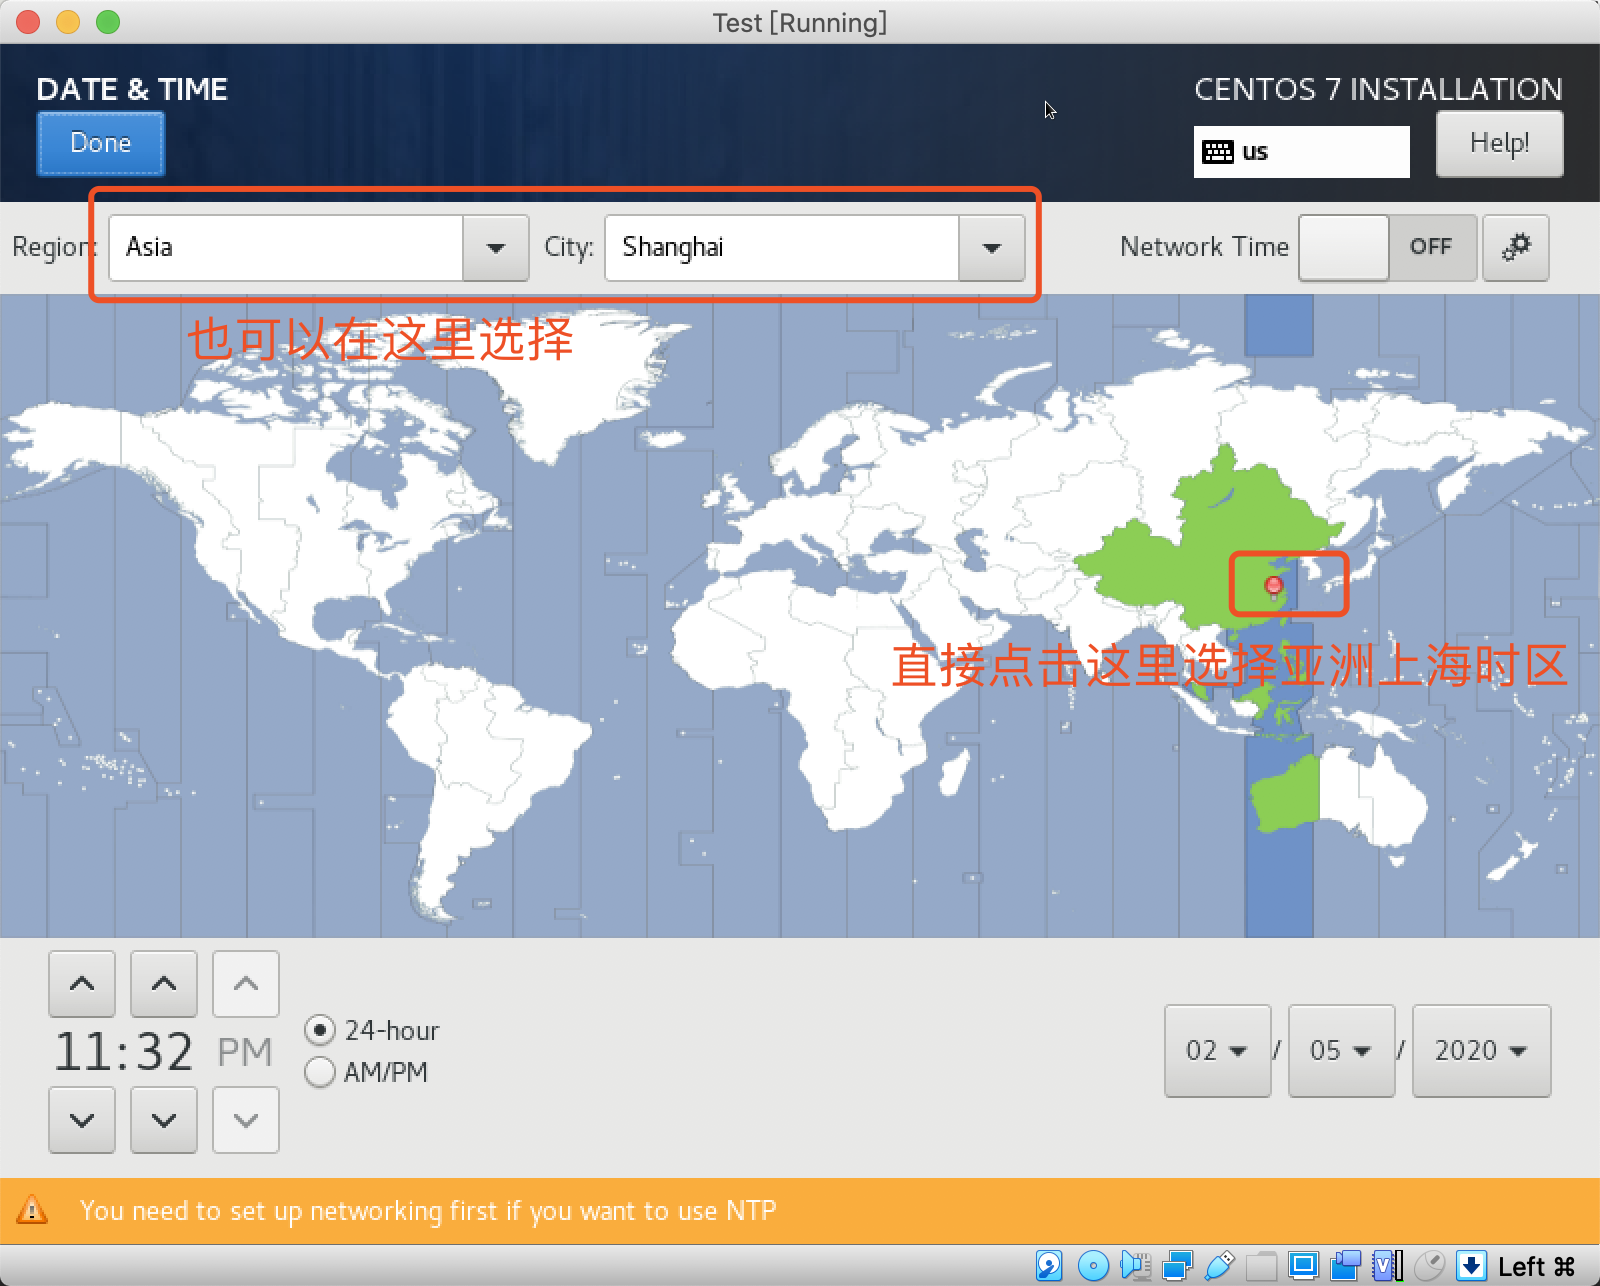 Test [Running]
DATE & TIME
CENTOS 7 INSTALLATION
Done
us
Help!
Region:
Asia
City:
Shanghai
Network Time
OFF
也可以在这里选择
直接点击这里选择亚洲上海时区
11:32
PM
24-hour
AM/PM
02 / 05 / 2020
You need to set up networking first if you want to use NTP
Left ⌘